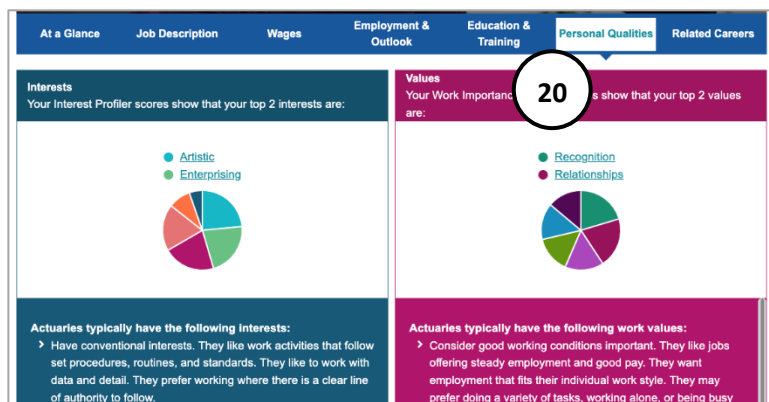 At a Glance
Job Description
Wages
Employment &
Outlook
Education &
Training
Personal Qualities
Related Careers
Interests
Your Interest Profiler scores show that your top 2 interests are:
Artistic
Enterprising
Actuaries typically have the following interests:
Have conventional interests. They like work activities that follow
set procedures, routines, and standards. They like to work with
data and detail. They prefer working where there is a clear line
of authority to follow.
Values
Your Work Importanc s show that your top 2 values
are:
20
Recognition
Relationships
Actuaries typically have the following work values:
Consider good working conditions important. They like jobs
offering steady employment and good pay. They want
employment that fits their individual work style. They may
prefer doing a variety of tasks, working alone, or being busy